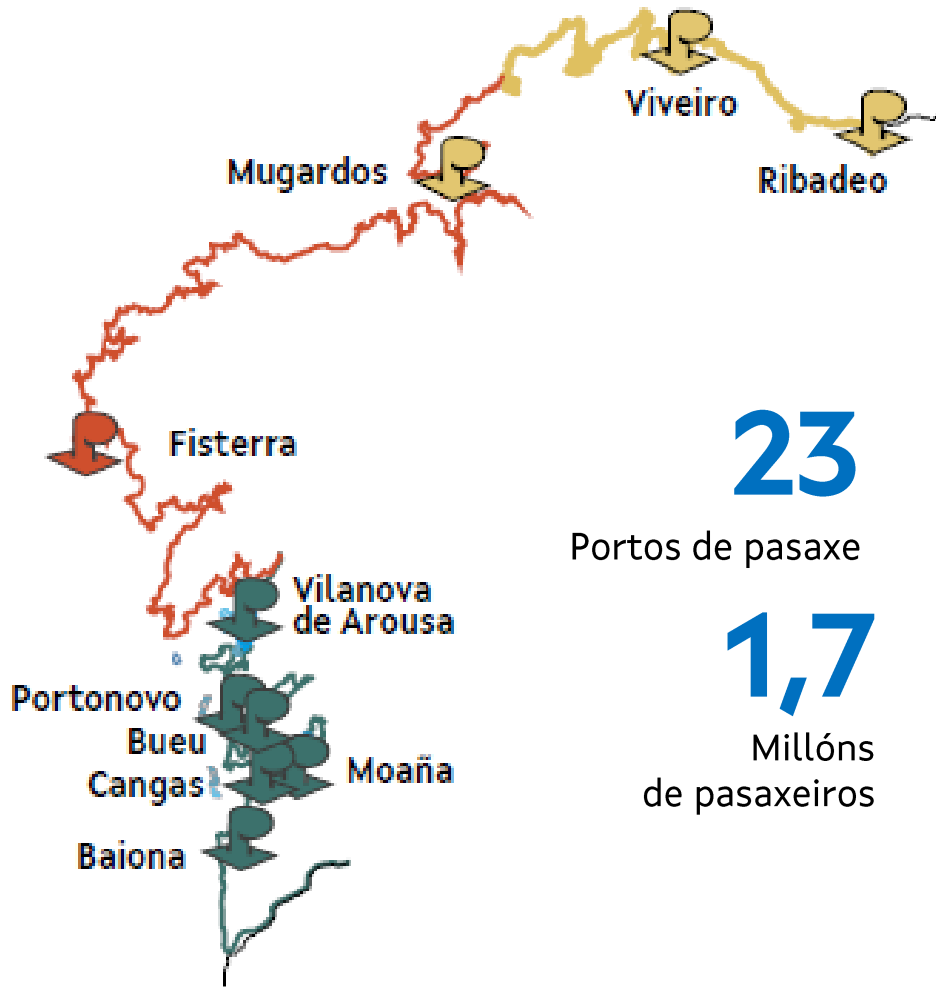 Viveiro
Ribadeo
Mugardos
Fisterra
23
Portos de pasaxe
Vilanova
de Arousa
1,7
Millóns
de pasaxeiros
Portonovo
Bueu
Cangas
Moaña
Baiona